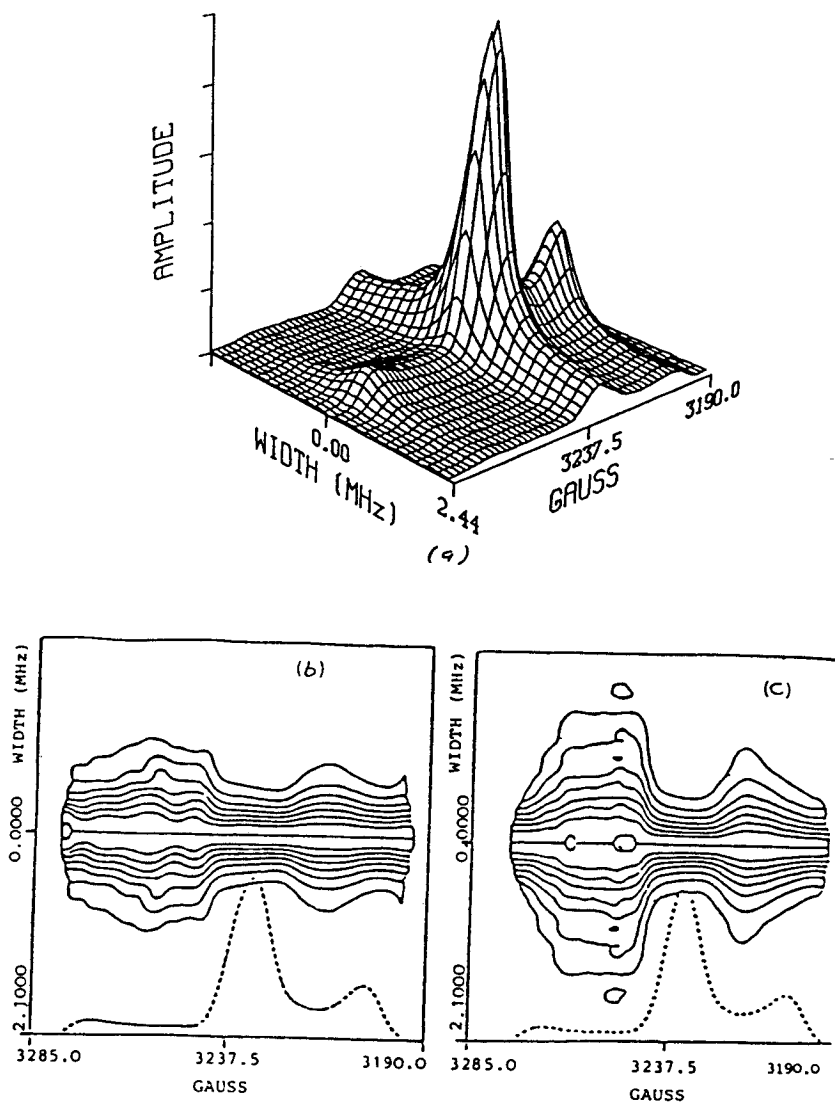 AMPLITUDE
WIDTH (MHz)
0.00
2.44
GAUSS
3237.5
3190.0
(a)
(b)
WIDTH (MHz)
0.0000
2.1000
3285.0
3237.5
3190.0
GAUSS
(c)
WIDTH (MHz)
0.0000
2.1000
3285.0
3237.5
3190.0
GAUSS